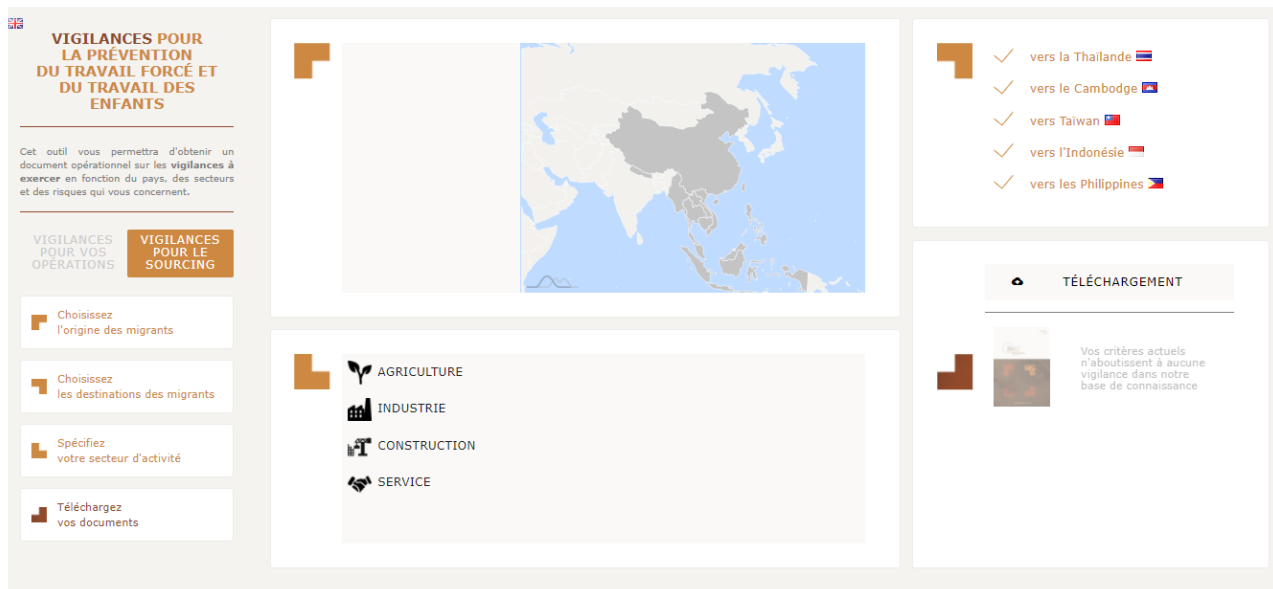 VIGILANCES POUR
LA PRÉVENTION
DU TRAVAIL FORCÉ ET
DU TRAVAIL DES
ENFANTS
Cet outil vous permettra d'obtenir un
document opérationnel sur les vigilances à
exercer en fonction du pays, des secteurs
et des risques qui vous concernent.
VIGILANCES
POUR VOS
OPÉRATIONS
VIGILANCES
POUR LE
SOURCING
Choisissez
l'origine des migrants
Choisissez
les destinations des migrants
Spécifiez
votre secteur d'activité
Téléchargez
vos documents
AGRICULTURE
INDUSTRIE
CONSTRUCTION
SERVICE
vers la Thaïlande
vers le Cambodge
vers Taïwan
vers l'Indonésie
vers les Philippines
TÉLÉCHARGEMENT
Vos critères actuels
n'aboutissent à aucune
vigilance dans notre
base de connaissance